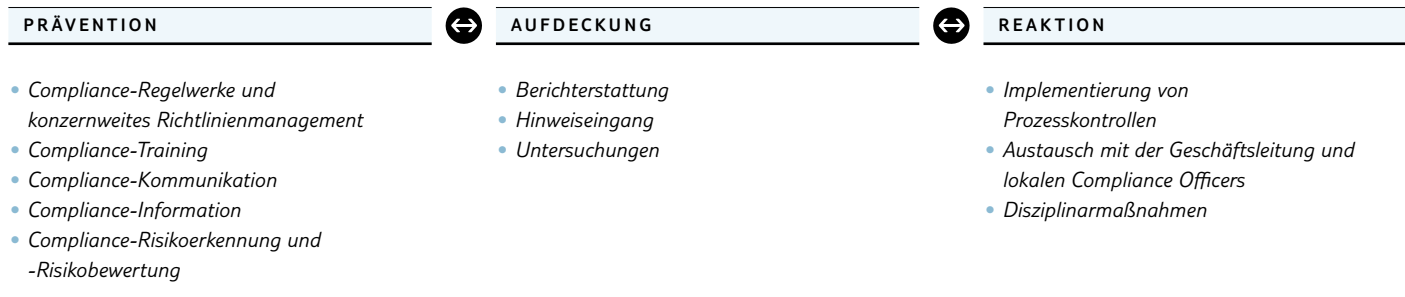 PRÄVENTION
• Compliance-Regelwerke und
konzernweites Richtlinienmanagement
• Compliance-Training
• Compliance-Kommunikation
• Compliance-Information
• Compliance-Risikoerkennung und
-Risikobewertung
AUFDECKUNG
• Berichterstattung
• Hinweiseingang
• Untersuchungen
REAKTION
• Implementierung von
Prozesskontrollen
• Austausch mit der Geschäftsleitung und
lokalen Compliance Officers
• Disziplinarmaßnahmen